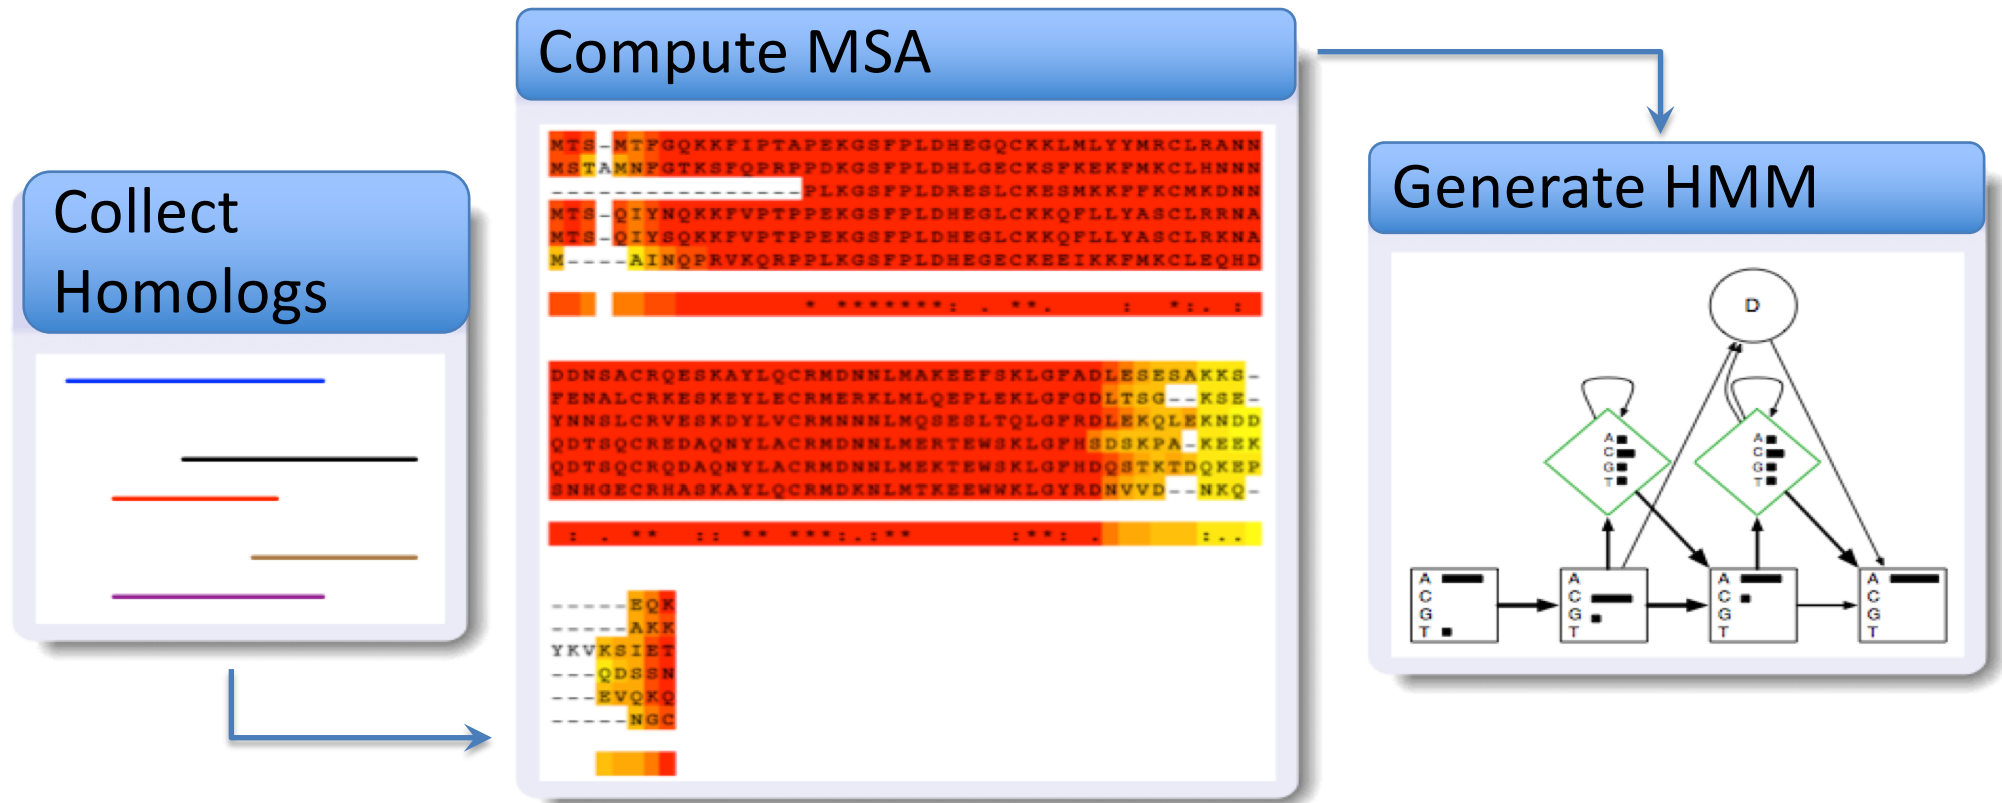 Compute MSA
Collect
Homologs
Generate HMM
MTS-MTFGQKKFIPTAPEKGSFPLDHEGQCKKLMLYYMRCLRANN
MSTAMNFGTKSFQPRPPDKGSFPLDHLGECKSFKEKFMKCLHNNN
----------------PLKGSFPLDRESLCKESMKKFFKCMKDNN
MTS-QIYNQKKFVPTPPEKGSFPLDHEGLCKKQFLLYASCLRRNA
MTS-QIYSQKKFVPTPPEKGSFPLDHEGLCKKQFLLYASCLRKNA
M----AINQPRVKQRPPLKGSFPLDHEGECKEEIKKFMKCLEQHD
* *******: . **. : *:. :
DDNSACRQESKAYLQCRMDNNLMAKEEFSKLGFADLESESAKKS-
FENALCRKESKEYLECRMERKLMLQEPLEKLGFGDLTSG--KSE-
YNNSLCRVESKDYLVCRMNNNLMQSESLTQLGFRDLEKQLEKNDD
QDTSQCREDAQNYLACRMDNNLMERTEWSKLGFHSDSKPA-KEEK
QDTSQCRQDAQNYLACRMDNNLMEKTEWSKLGFHDQSTKTDQKEP
SNHGECRHASKAYLQCRMDKNLMTKEEWWKLGYRDNVVD--NKQ-
: . ** :: ** ***:.:** :**: . :..
-----EQK
-----AKK
YKVKSIET
---QDSSN
---EVQKQ
-----NGC
D
A
C
G
T
A
C
G
T
A
C
G
T
A
C
G
T
A
C
G
T
A
C
G
T